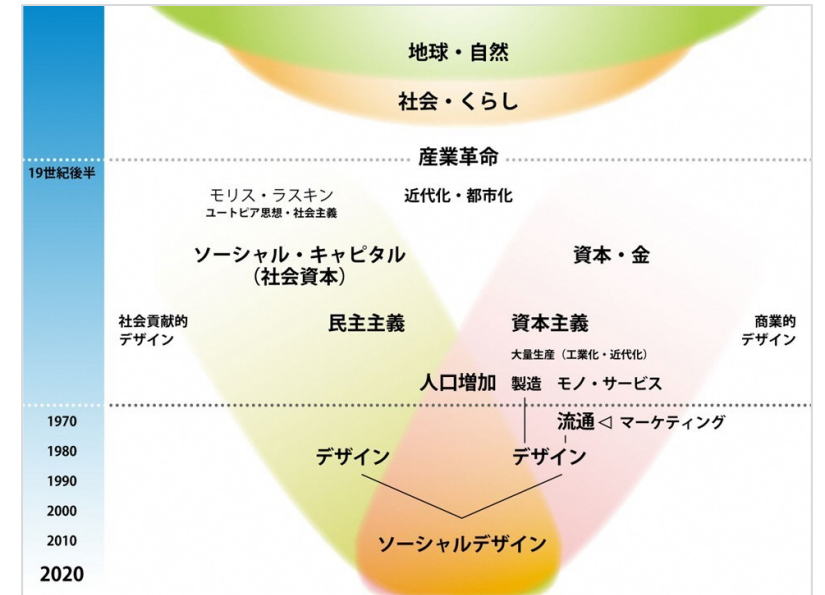 地球・自然
社会・くらし
産業革命
19世紀後半
モリス・ラスキン
ユートピア思想・社会主義
近代化・都市化
ソーシャル・キャピタル
（社会資本）
資本・金
社会貢献的
デザイン
民主主義
資本主義
商業的
デザイン
大量生産（工業化・近代化）
人口増加
製造 モノ・サービス
1970
流通◁ マーケティング
1980
デザイン
デザイン
1990
2000
2010
ソーシャルデザイン
2020